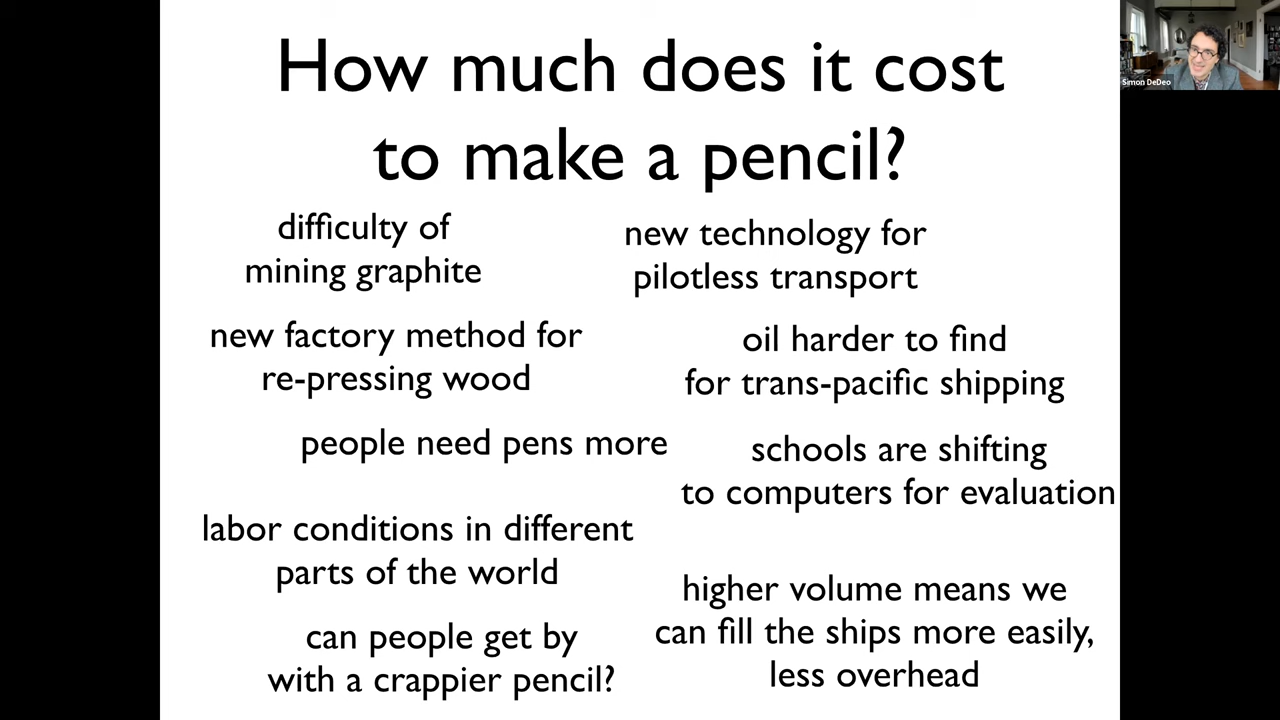 How much does it cost
to make a pencil?
difficulty of
mining graphite
new technology for
pilotless transport
new factory method for
re-pressing wood
oil harder to find
for trans-pacific shipping
people need pens more
schools are shifting
to computers for evaluation
labor conditions in different
parts of the world
higher volume means we
can fill the ships more easily,
less overhead
can people get by
with a crappier pencil?
Simon DeDeo